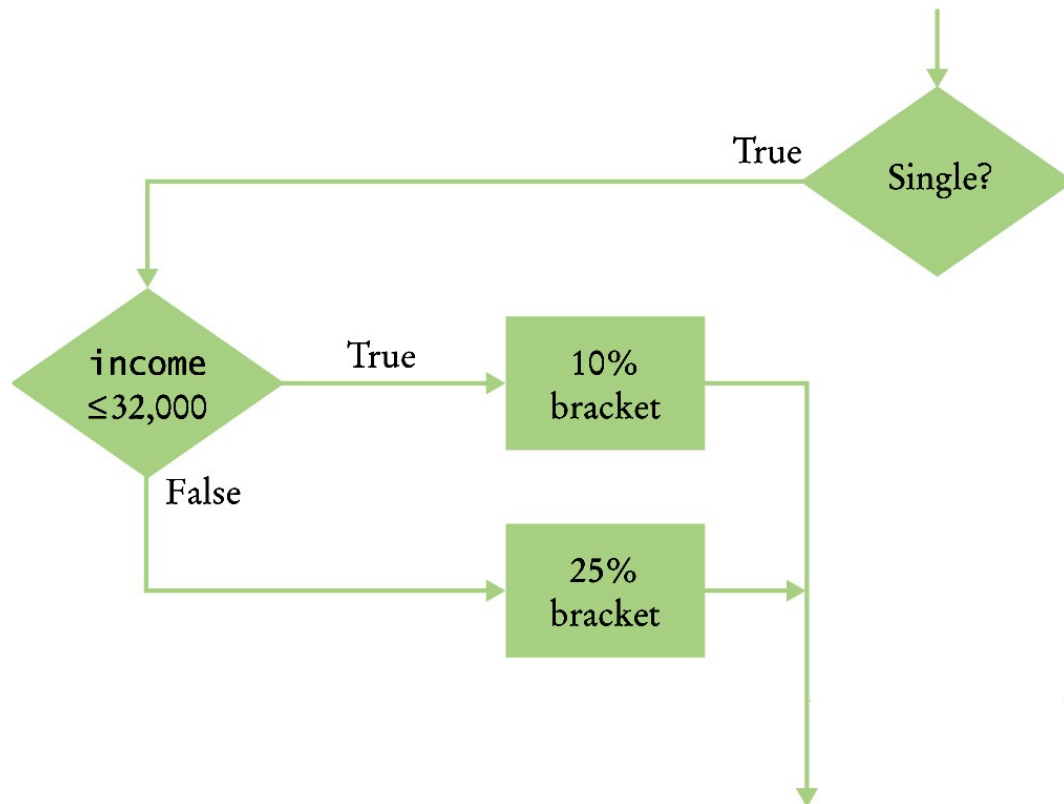 True
Single?
income
≤32,000
True
10%
bracket
False
25%
bracket